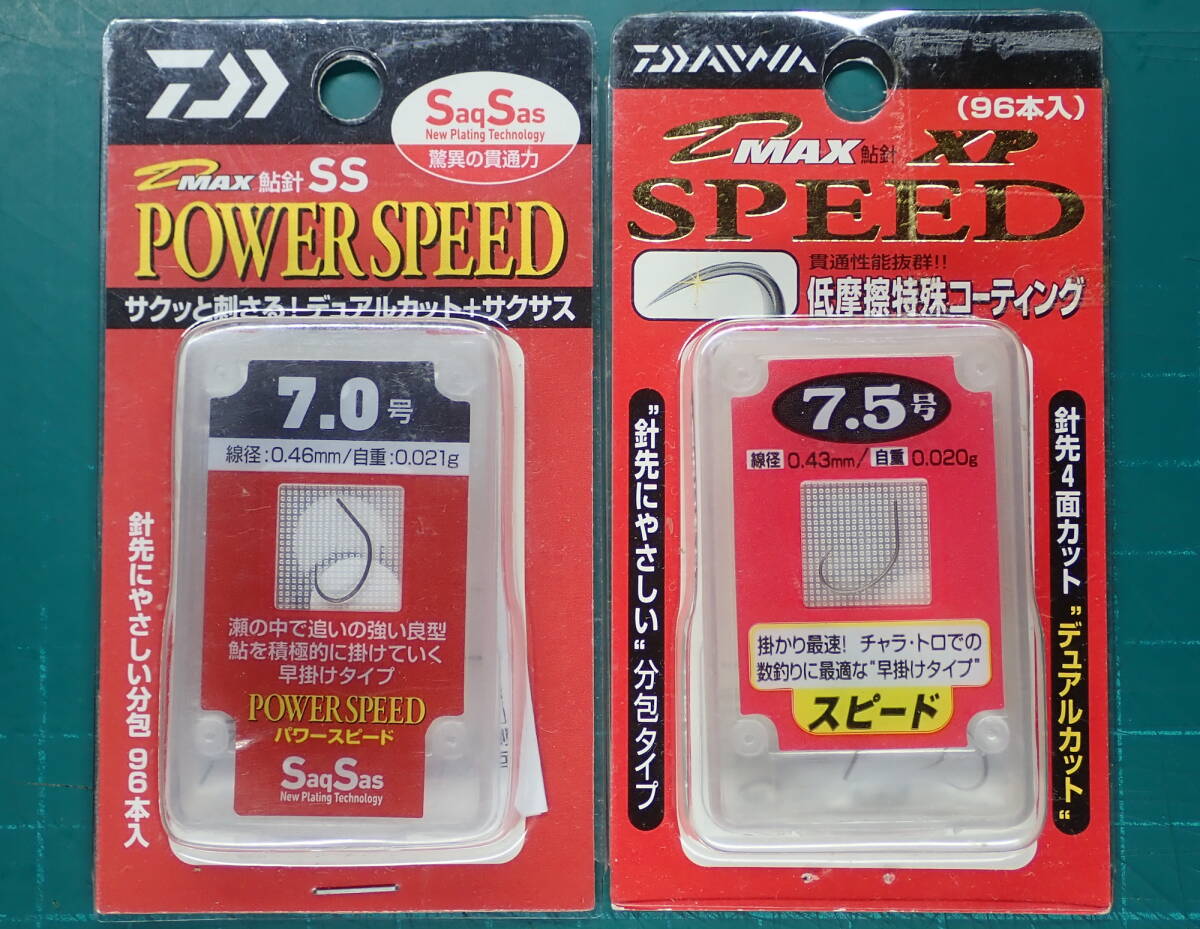 SaqSas
New Plating Technology
驚異の貫通力
Z MAX 鮎針 SS
POWER SPEED
サクッと刺さる!デュアルカット+サクサス
7.0号
線径:0.46mm/自重:0.021g
瀬の中で追いの強い良型
鮎を積極的に掛けていく
早掛けタイプ
POWER SPEED
パワースピード
SaqSas
New Plating Technology
針先にやさしい分包 96本入
DAIWA
(96本入)
Z MAX 鮎針 XP
SPEED
貫通性能抜群!!
低摩擦特殊コーティング
7.5号
線径 0.43mm/自重 0.020g
掛かり最速! チャラ・トロでの
数釣りに最適な"早掛けタイプ"
スピード
"針先にやさしい"分包タイプ
針先4面カット"デュアルカット"